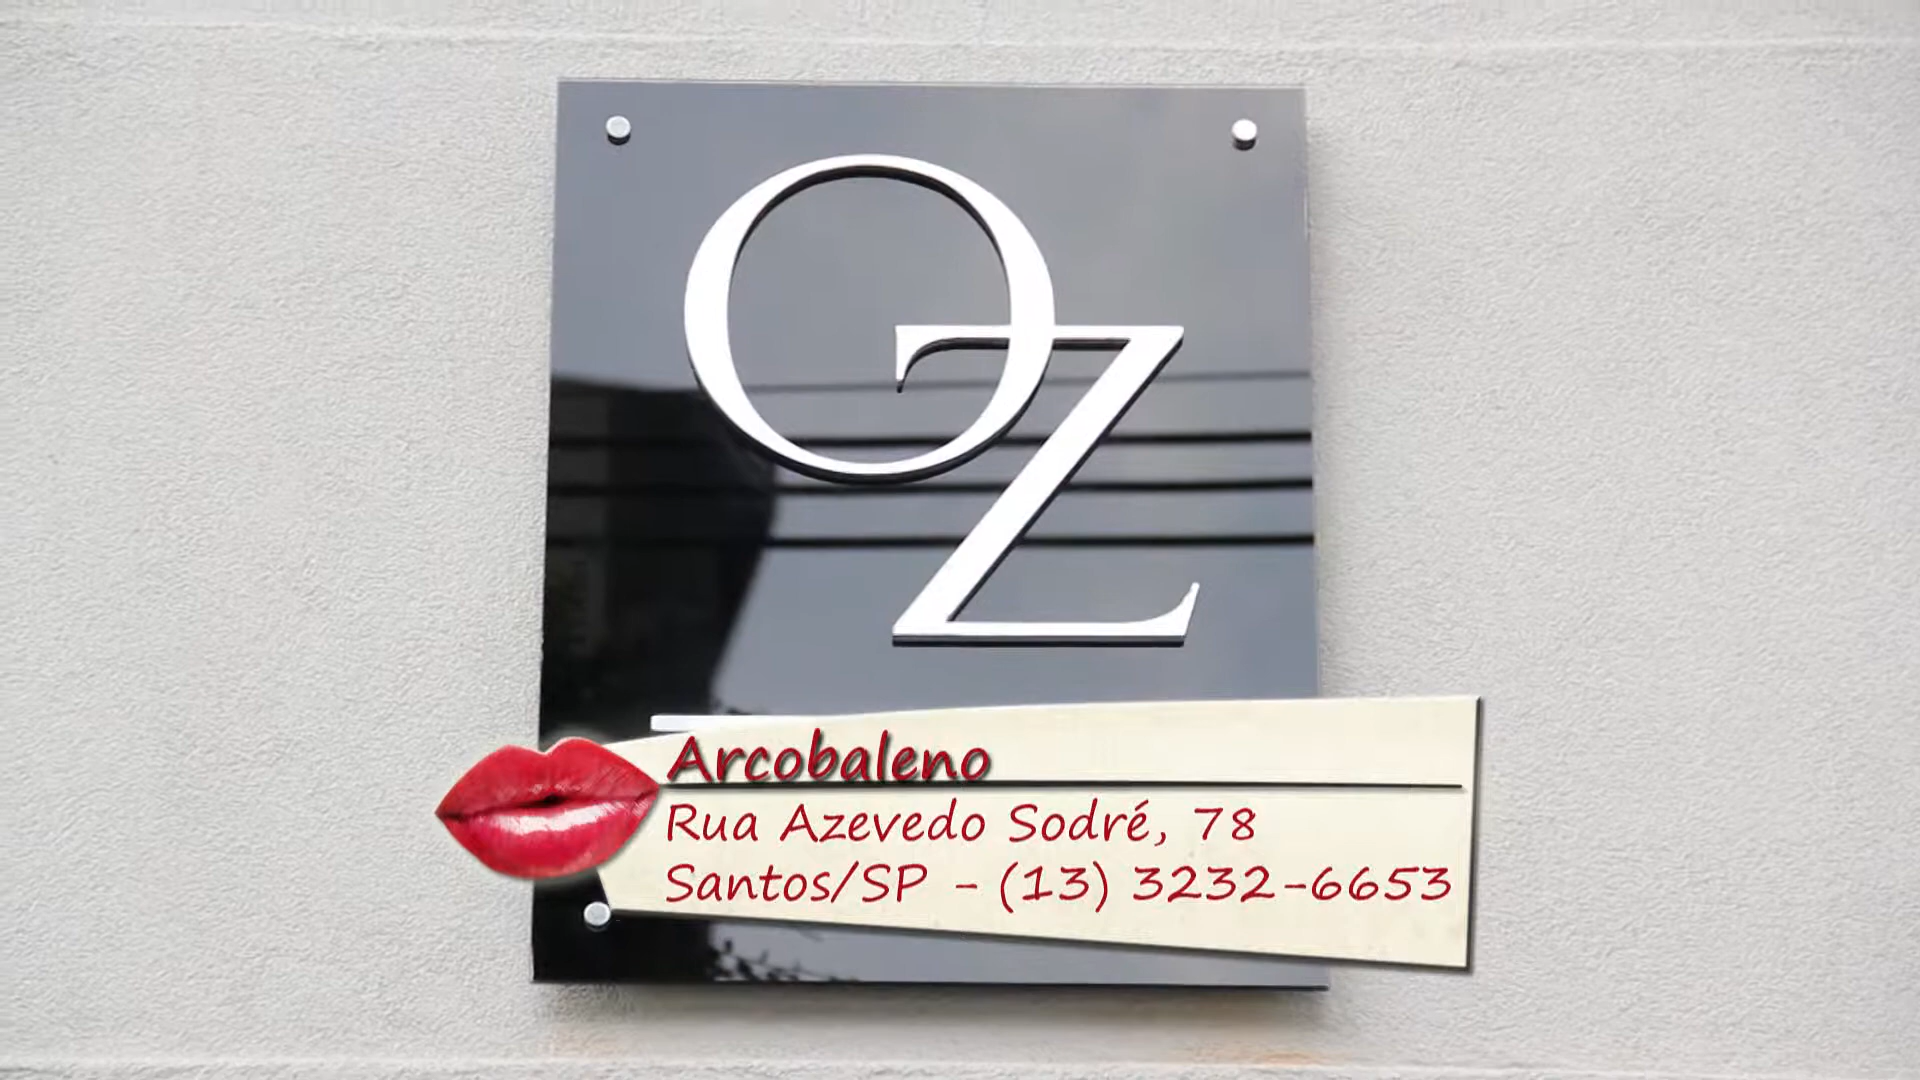 OZ
Arcobaleno
Rua Azevedo Sodré, 78
Santos/SP - (13) 3232-6653